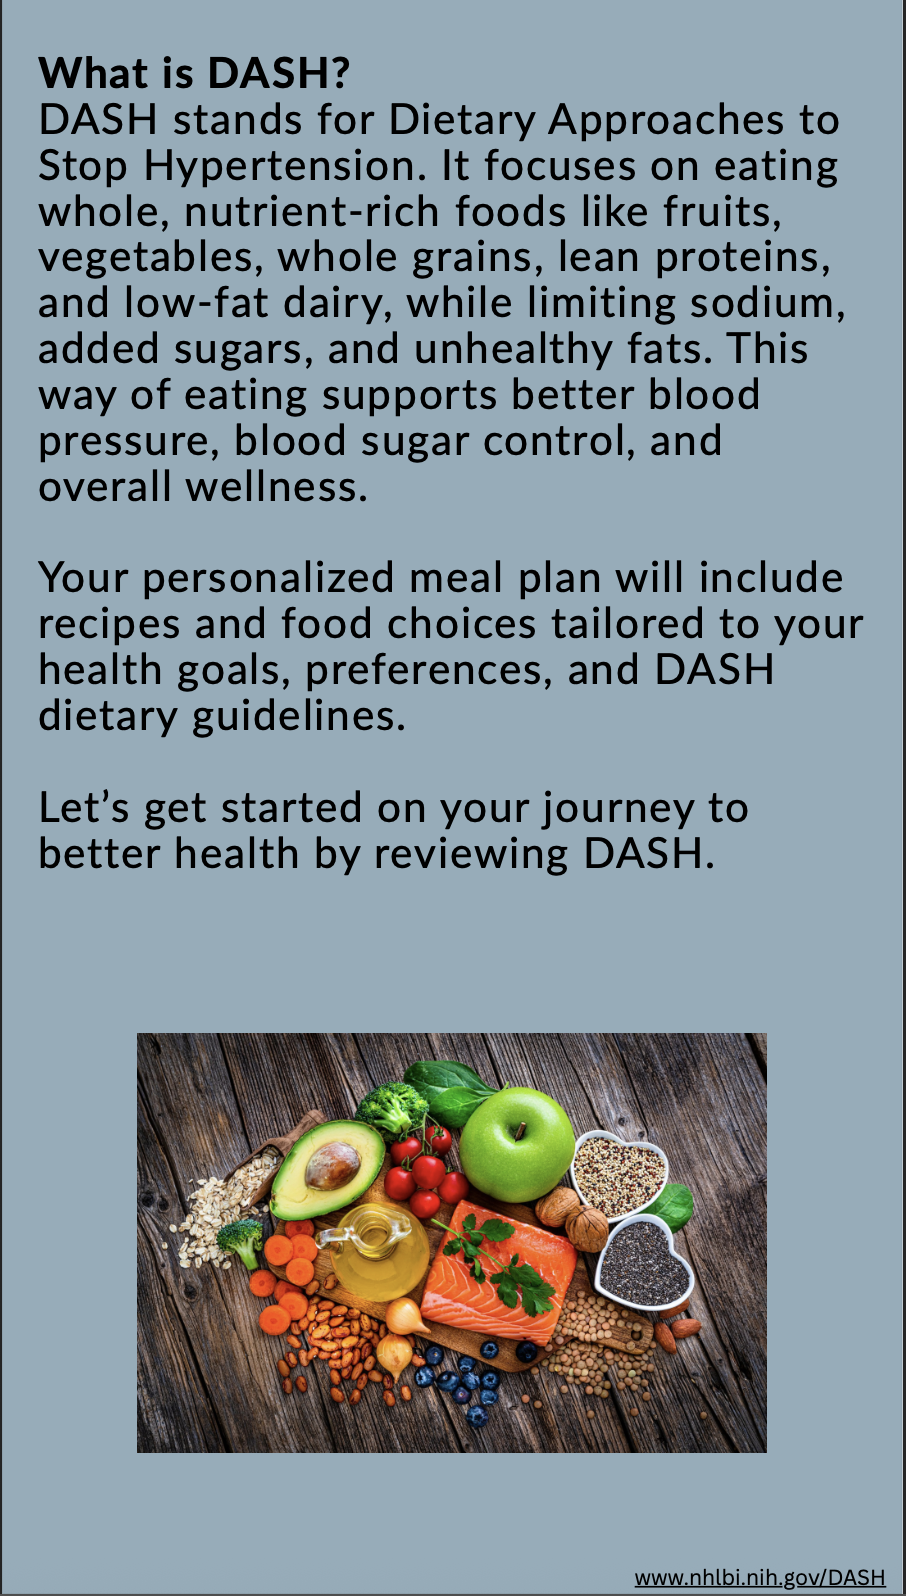 What is DASH?
DASH stands for Dietary Approaches to
Stop Hypertension. It focuses on eating
whole, nutrient-rich foods like fruits,
vegetables, whole grains, lean proteins,
and low-fat dairy, while limiting sodium,
added sugars, and unhealthy fats. This
way of eating supports better blood
pressure, blood sugar control, and
overall wellness.
Your personalized meal plan will include
recipes and food choices tailored to your
health goals, preferences, and DASH
dietary guidelines.
Let’s get started on your journey to
better health by reviewing DASH.
www.nhlbi.nih.gov/DASH